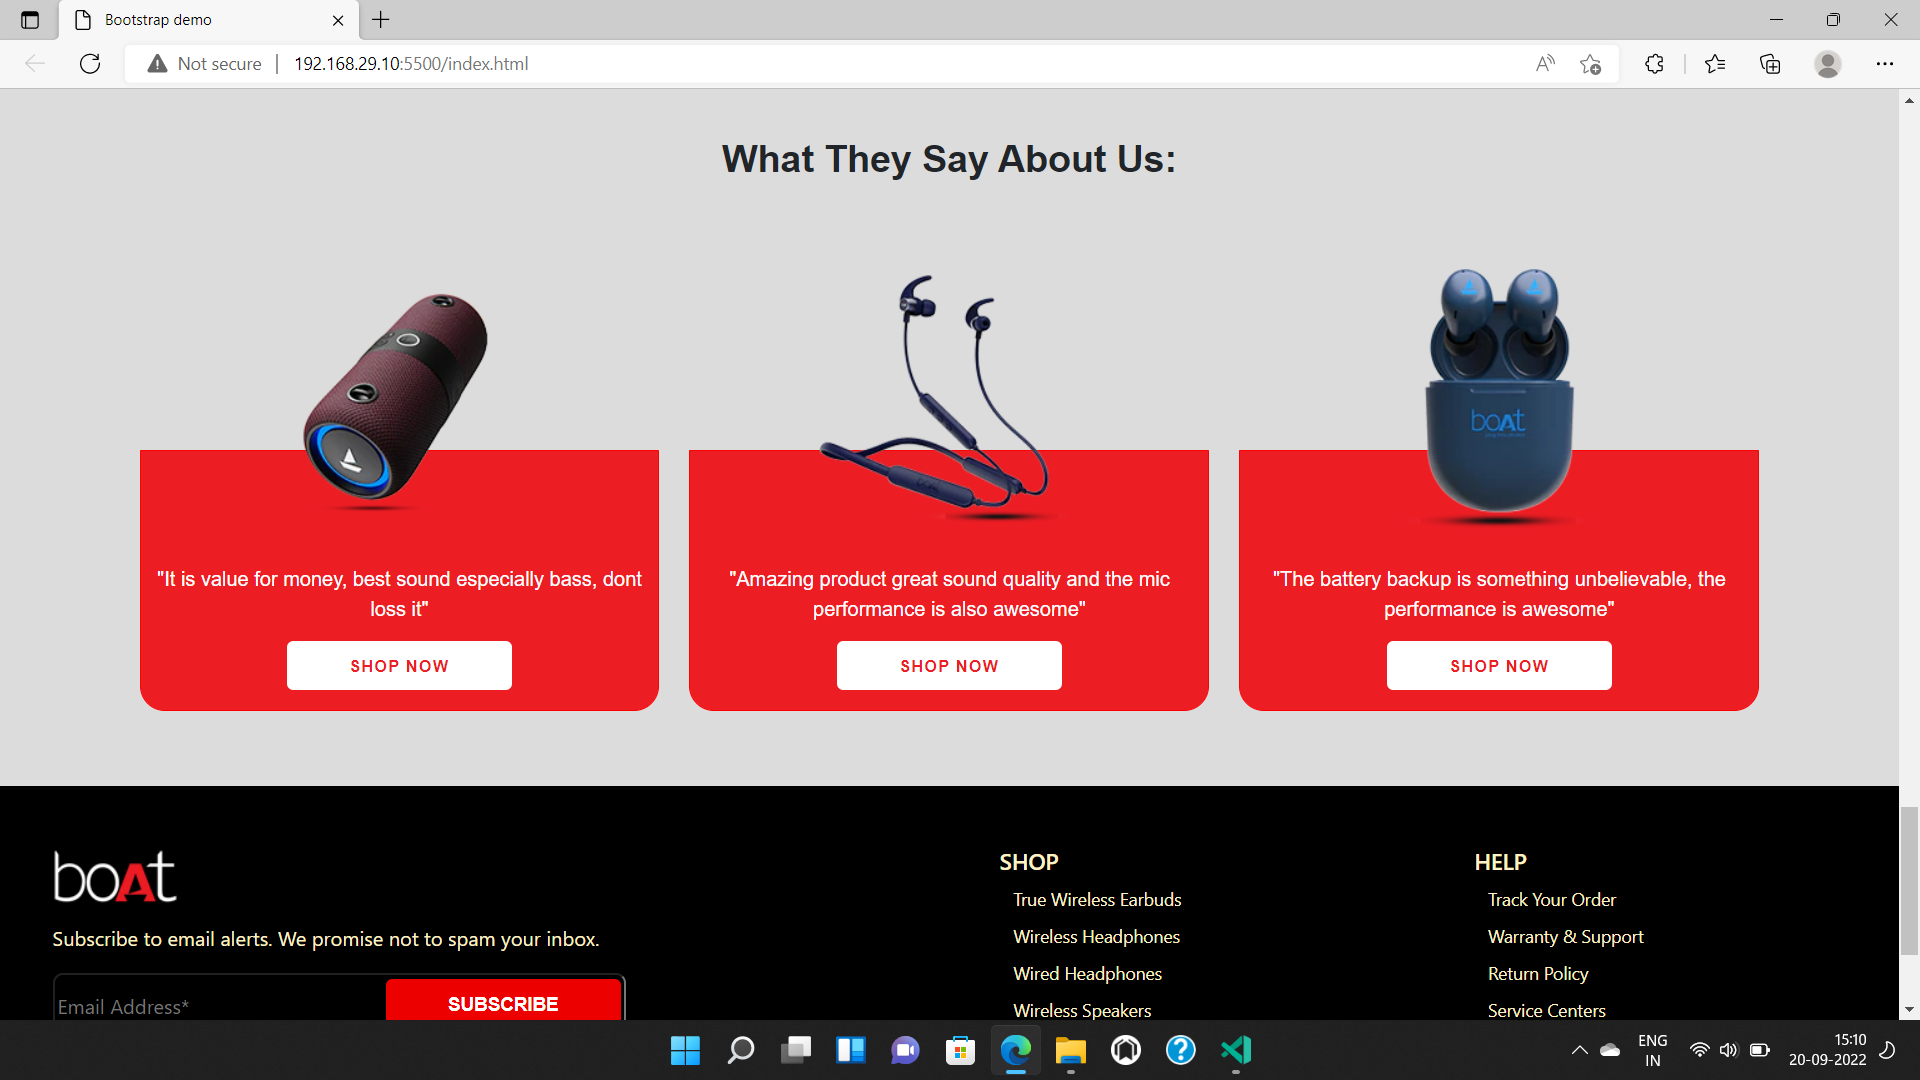 Bootstrap demo
Not secure
192.168.29.10:5500/index.html
What They Say About Us:
boAt
"It is value for money, best sound especially bass, dont
loss it"
SHOP NOW
"Amazing product great sound quality and the mic
performance is also awesome"
SHOP NOW
"The battery backup is something unbelievable, the
performance is awesome"
SHOP NOW
boAt
Subscribe to email alerts. We promise not to spam your inbox.
Email Address*
SUBSCRIBE
SHOP
True Wireless Earbuds
Wireless Headphones
Wired Headphones
Wireless Speakers
HELP
Track Your Order
Warranty & Support
Return Policy
Service Centers
ENG
IN
15:10
20-09-2022